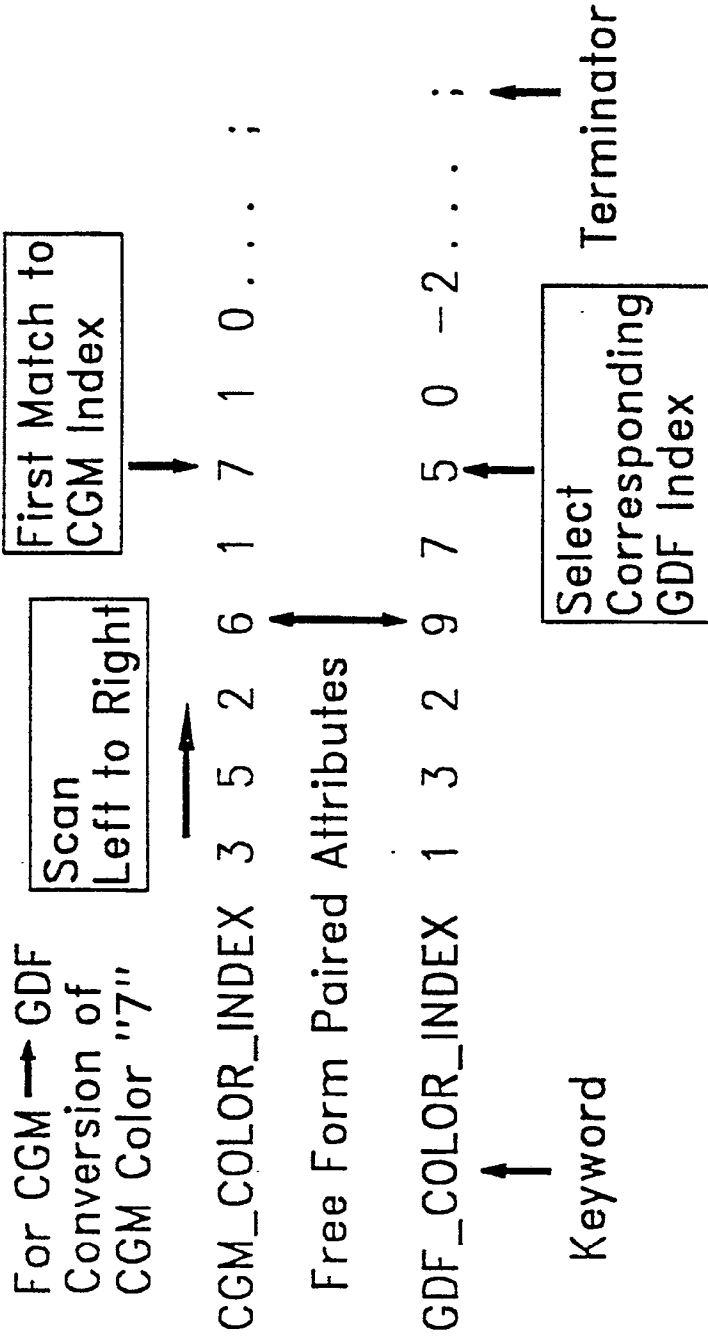 For CGM → GDF
Conversion of
CGM Color "7"
Scan
Left to Right
First Match to
CGM Index
CGM_COLOR_INDEX 3 5 2 6 1 7 1 0 . . . ;
Free Form Paired Attributes
GDF_COLOR_INDEX 1 3 2 9 7 5 0 −2 . . . ;
Keyword
Select
Corresponding
GDF Index
Terminator